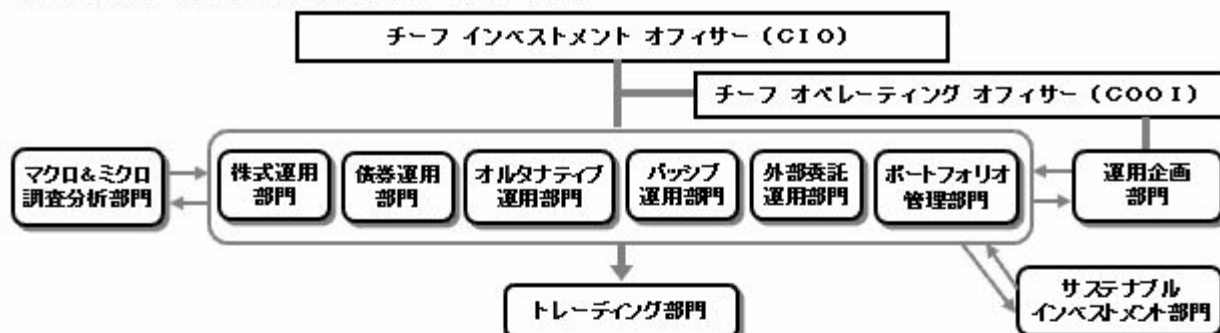 チーフ インベストメント オフィサー(CIO)
チーフ オペレーティング オフィサー(COOI)
マクロ&ミクロ
調査分析部門
株式運用
部門
債券運用
部門
オルタナティブ
運用部門
パッシブ
運用部門
外部委託
運用部門
ポートフォリオ
管理部門
運用企画
部門
トレーディング部門
サステナブル
インベストメント部門